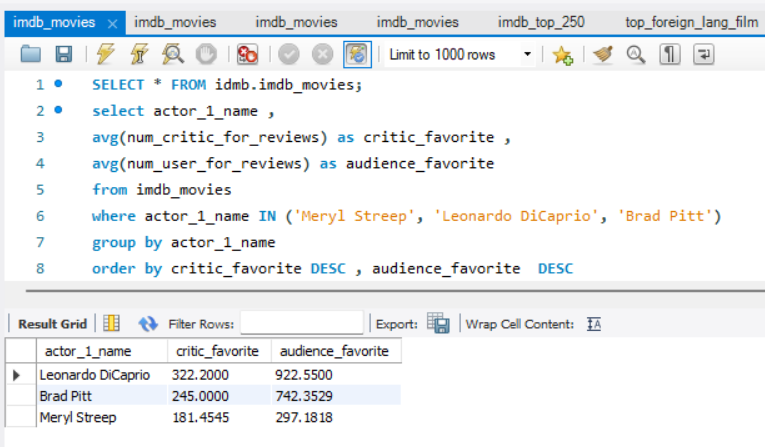 imdb_movies × imdb_movies imdb_movies imdb_movies imdb_top_250 top_foreign_lang_film
Limit to 1000 rows
1 SELECT * FROM idmb.imdb_movies;
2 select actor_1_name ,
3 avg(num_critic_for_reviews) as critic_favorite ,
4 avg(num_user_for_reviews) as audience_favorite
5 from imdb_movies
6 where actor_1_name IN ('Meryl Streep', 'Leonardo DiCaprio', 'Brad Pitt')
7 group by actor_1_name
8 order by critic_favorite DESC , audience_favorite DESC
Result Grid Filter Rows: Export: Wrap Cell Content: IA
actor_1_name critic_favorite audience_favorite
Leonardo DiCaprio 322.2000 922.5500
Brad Pitt 245.0000 742.3529
Meryl Streep 181.4545 297.1818